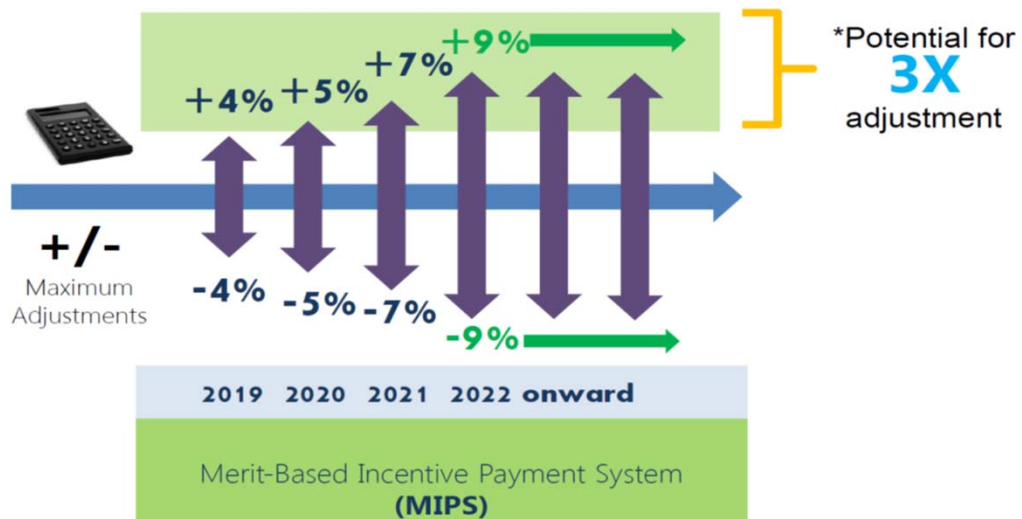 +9%
+7%
+5%
+4%
*Potential for
3X
adjustment
+/-
Maximum
Adjustments
-4%
-5%
-7%
-9%
2019 2020 2021 2022 onward
Merit-Based Incentive Payment System
(MIPS)